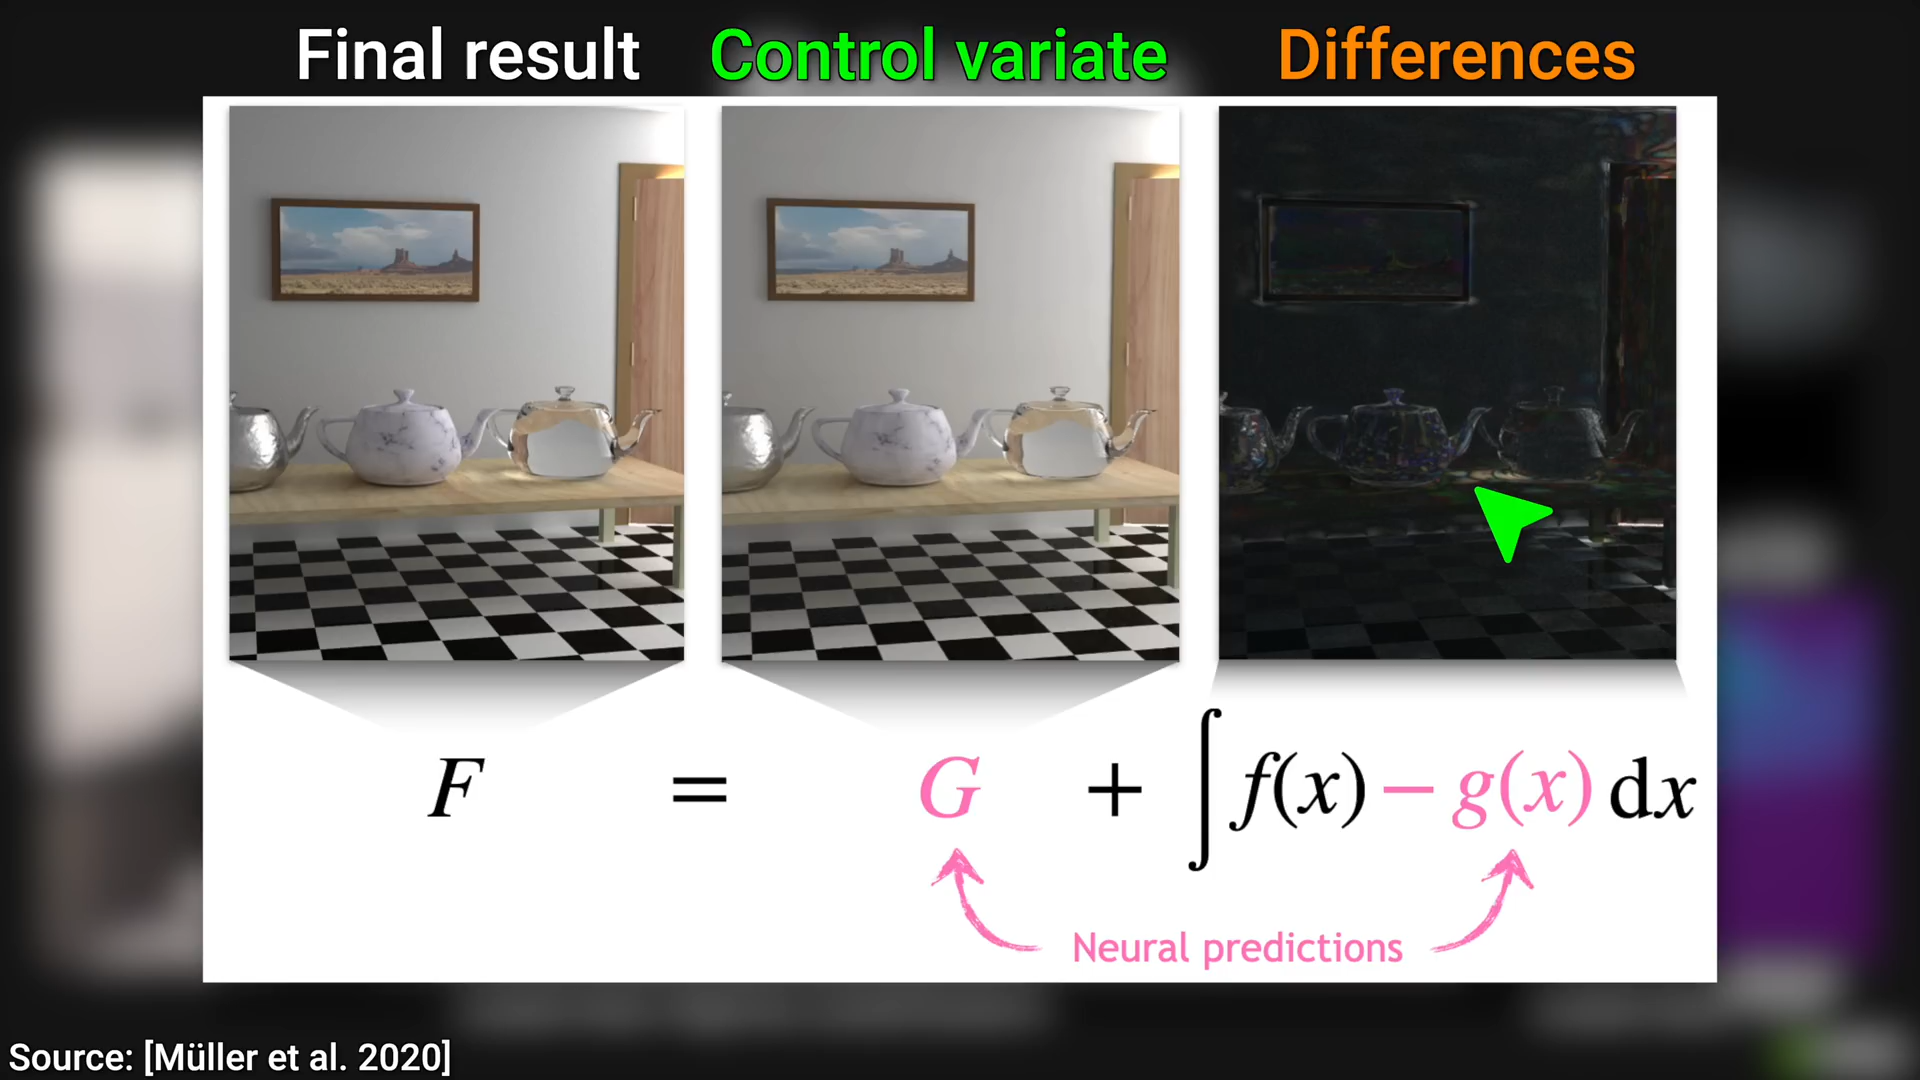 Final result Control variate Differences
F = G + ∫ f(x) − g(x) dx
Neural predictions
Source: [Müller et al. 2020]